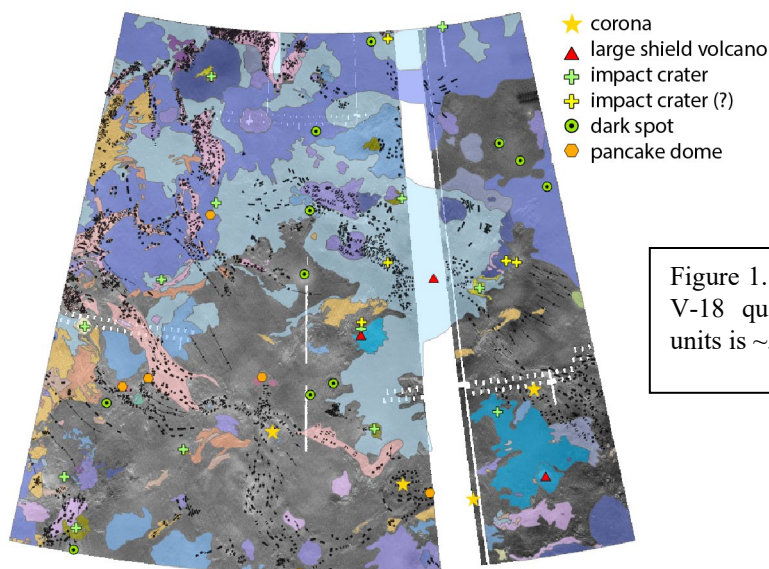 corona
large shield volcano
impact crater
impact crater (?)
dark spot
pancake dome
Figure 1.
V-18 qu
units is ~